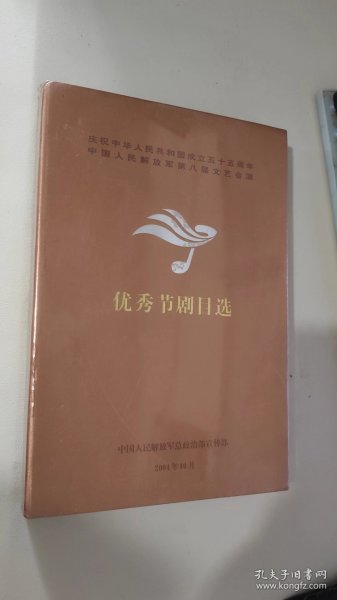 庆祝中华人民共和国成立五十五周年
中国人民解放军第八届文艺会演
优秀节剧目选
中国人民解放军总政治部宣传部
2004年10月
孔夫子旧书网
www.kongfz.com